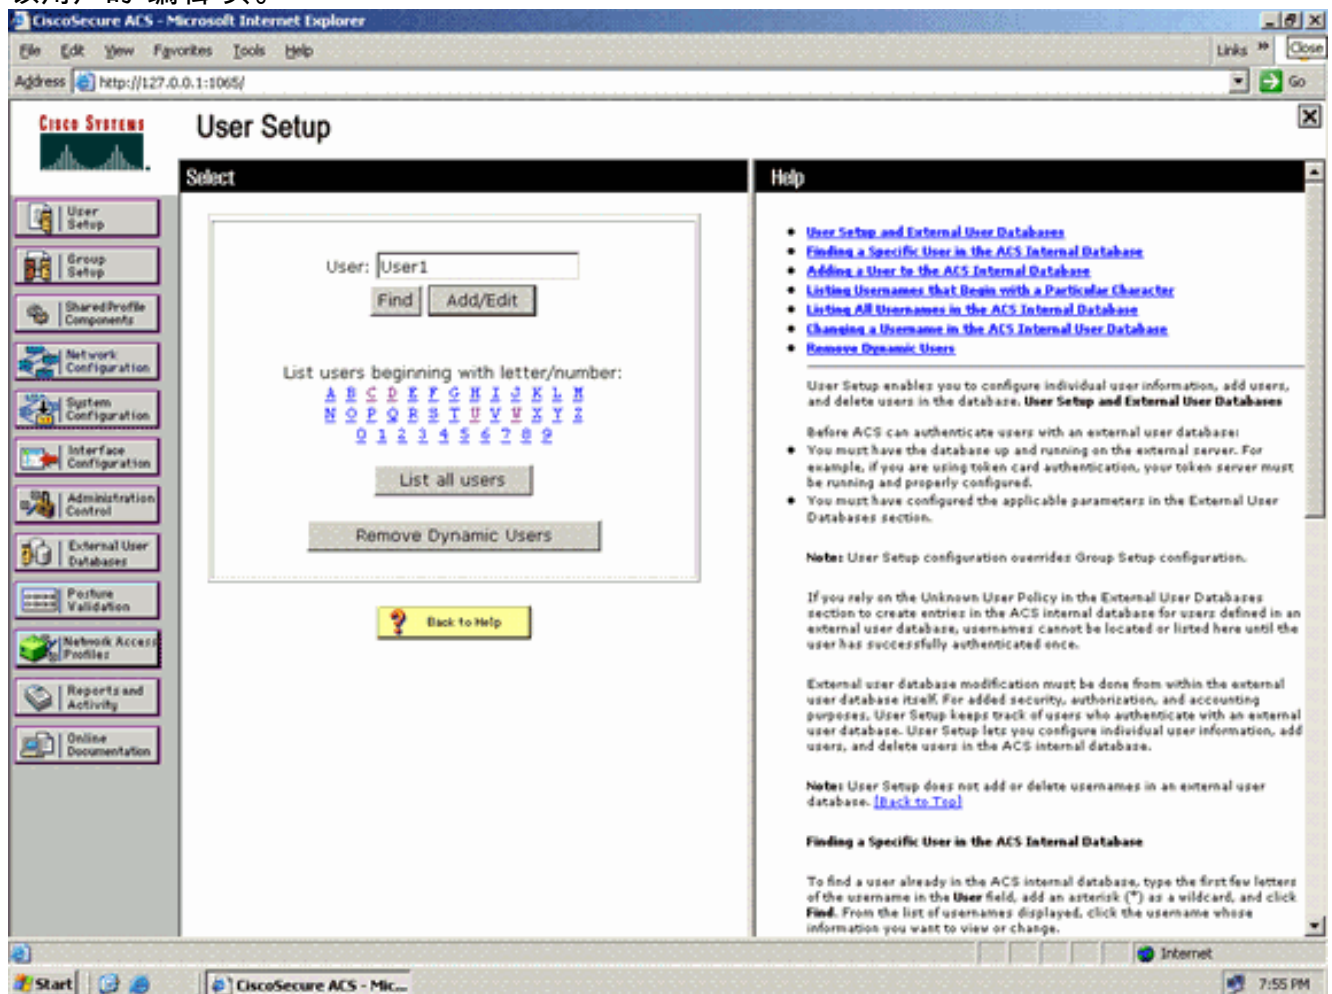 CiscoSecure ACS - Microsoft Internet Explorer
File Edit View Favorites Tools Help
Links »
Close
Address http://127.0.0.1:1065/
Go
CISCO SYSTEMS
User Setup
Select
Help
User Setup
Group Setup
Shared Profile Components
Network Configuration
System Configuration
Interface Configuration
Administration Control
External User Databases
Posture Validation
Network Access Profiles
Reports and Activity
Online Documentation
User: User1
Find
Add/Edit
List users beginning with letter/number:
A B C D E F G H I J K L M
N O P Q R S T U V W X Y Z
0 1 2 3 4 5 6 7 8 9
List all users
Remove Dynamic Users
Back to Help
User Setup and External User Databases
Finding a Specific User in the ACS Internal Database
Adding a User to the ACS Internal Database
Listing Usernames that Begin with a Particular Character
Listing All Usernames in the ACS Internal Database
Changing a Username in the ACS Internal User Database
Remove Dynamic Users
User Setup enables you to configure individual user information, add users,
and delete users in the database. User Setup and External User Databases
Before ACS can authenticate users with an external user database:
You must have the database up and running on the external server. For
example, if you are using token card authentication, your token server must
be running and properly configured.
You must have configured the applicable parameters in the External User
Databases section.
Note: User Setup configuration overrides Group Setup configuration.
If you rely on the Unknown User Policy in the External User Databases
section to create entries in the ACS internal database for users defined in an
external user database, usernames cannot be located or listed here until the
user has successfully authenticated once.
External user database modification must be done from within the external
user database itself. For added security, authorization, and accounting
purposes, User Setup keeps track of users who authenticate with an external
user database. User Setup lets you configure individual user information, add
users, and delete users in the ACS internal database.
Note: User Setup does not add or delete usernames in an external user
database. [Back to Top]
Finding a Specific User in the ACS Internal Database
To find a user already in the ACS internal database, type the first few letters
of the username in the User field, add an asterisk (*) as a wildcard, and click
Find. From the list of usernames displayed, click the username whose
information you want to view or change.
Internet
Start
CiscoSecure ACS - Mic...
7:55 PM